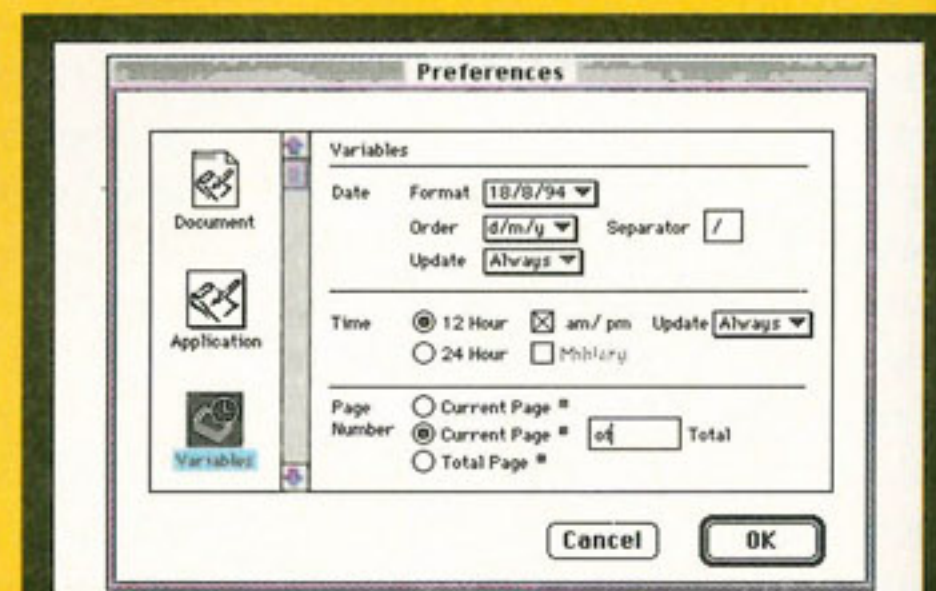 Preferences
Document
Application
Variables
Variables
Date Format 18/8/94
Order d/m/y Separator /
Update Always
Time 12 Hour am/pm Update Always
24 Hour Military
Page Number
Current Page #
Current Page # of Total
Total Page #
Cancel OK